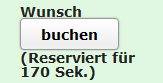 Wunsch
buchen
(Reserviert für
170 Sek.)